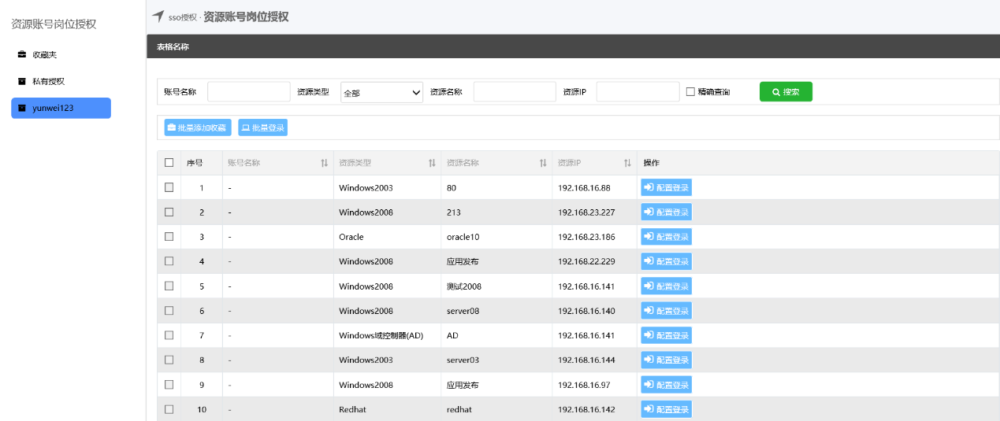 资源账号岗位授权
收藏夹
私有授权
yunwei123
sso授权 · 资源账号岗位授权
表格名称
账号名称 资源类型 全部 资源名称 资源IP 精确查询 搜索
批量添加收藏 批量登录
序号 账号名称 资源类型 资源名称 资源IP 操作
1 - Windows2003 80 192.168.16.88 配置登录
2 - Windows2008 213 192.168.23.227 配置登录
3 - Oracle oracle10 192.168.23.186 配置登录
4 - Windows2008 应用发布 192.168.22.229 配置登录
5 - Windows2008 测试2008 192.168.16.141 配置登录
6 - Windows2008 server08 192.168.16.140 配置登录
7 - Windows域控制器(AD) AD 192.168.16.141 配置登录
8 - Windows2003 server03 192.168.16.144 配置登录
9 - Windows2008 应用发布 192.168.16.97 配置登录
10 - Redhat redhat 192.168.16.142 配置登录